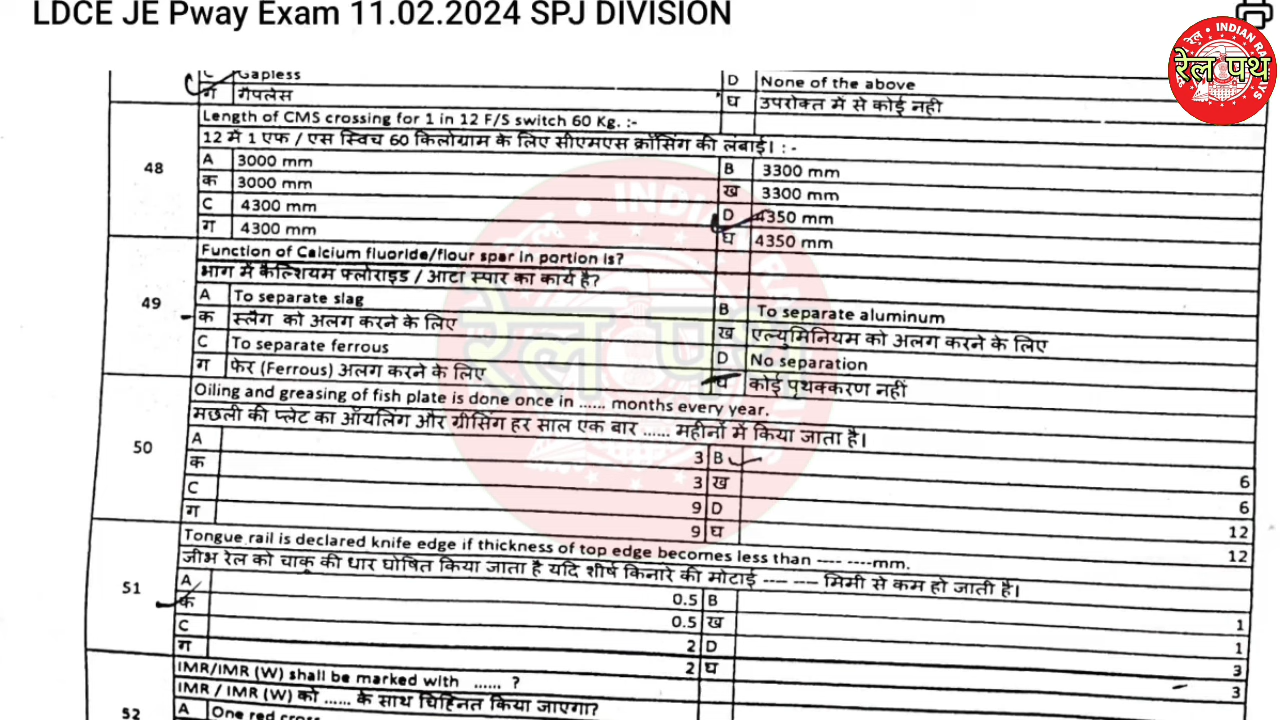 LDCE JE Pway Exam 11.02.2024 SPJ DIVISION
रेल • INDIAN RAILWAYS
रेल पथ
C Gapless
D None of the above
ग गैपलेस
घ उपरोक्त में से कोई नहीं
48
Length of CMS crossing for 1 in 12 F/S switch 60 Kg. :-
12 में 1 एफ / एस स्विच 60 किलोग्राम के लिए सीएमएस क्रॉसिंग की लंबाई। : -
A 3000 mm
B 3300 mm
क 3000 mm
ख 3300 mm
C 4300 mm
D 4350 mm
ग 4300 mm
घ 4350 mm
49
Function of Calcium fluoride/flour spar in portion is?
भाग में कैल्शियम फ्लोराइड / आटा स्पार का कार्य है?
A To separate slag
B To separate aluminum
क स्लैग को अलग करने के लिए
ख एल्युमिनियम को अलग करने के लिए
C To separate ferrous
D No separation
ग फेर (Ferrous) अलग करने के लिए
घ कोई पृथक्करण नहीं
50
Oiling and greasing of fish plate is done once in ...... months every year.
मछली की प्लेट का ऑयलिंग और ग्रीसिंग हर साल एक बार ...... महीनों में किया जाता है।
A 3
B 6
क 3
ख 6
C 9
D 12
ग 9
घ 12
51
Tongue rail is declared knife edge if thickness of top edge becomes less than ---- ----mm.
जीभ रेल को चाकू की धार घोषित किया जाता है यदि शीर्ष किनारे की मोटाई ---- ---- मिमी से कम हो जाती है।
A 0.5
B 1
क 0.5
ख 1
C 2
D 3
ग 2
घ 3
52
IMR/IMR (W) shall be marked with ...... ?
IMR / IMR (W) को ...... के साथ चिह्नित किया जाएगा?
A One red cross